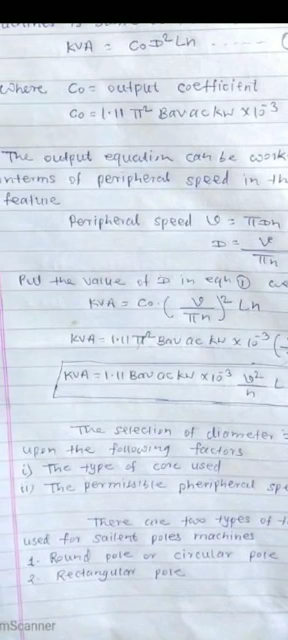 KVA = CoD²Ln ..... (
Where Co = output coefficient
Co = 1.11 π² Bav ac kw × 10⁻³
The output equation can be work
interms of peripheral speed in th
feature
Peripheral speed v = πDn
D = v/πn
Put the value of D in eqn ① we
KVA = Co · (v/πn)² Ln
KVA = 1.11 π² Bav ac kw × 10⁻³ (
KVA = 1.11 Bav ac kw × 10⁻³ v²/n L
The selection of diameter
upon the following factors
i) The type of core used
ii) The permissible pheripheral spe
There are two types of
used for sailent poles machines
1. Round pole or circular pole
2. Rectangular pole
mScanner